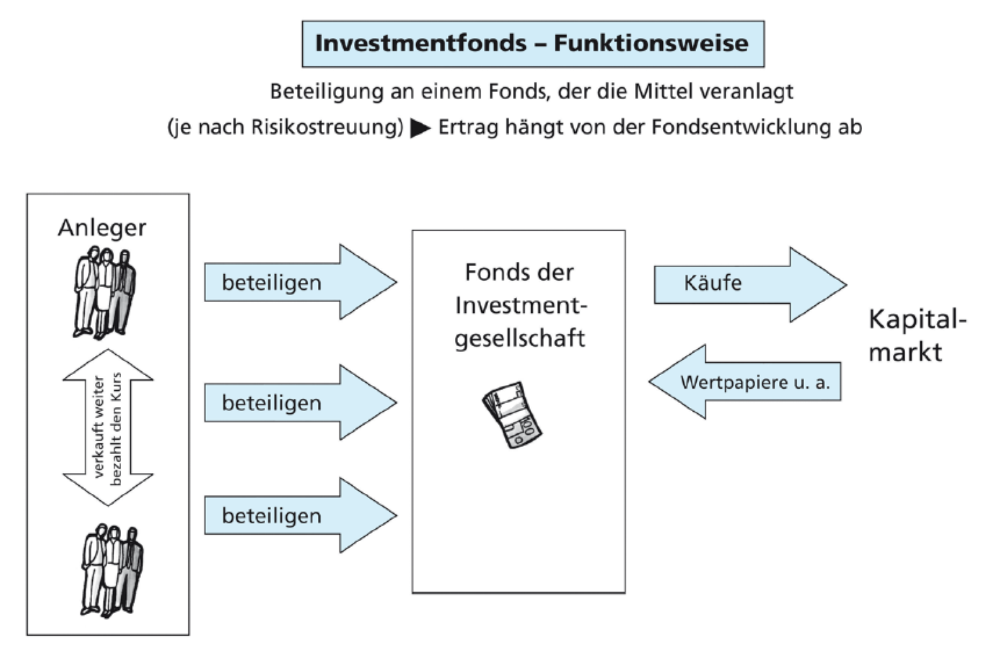 Investmentfonds – Funktionsweise
Beteiligung an einem Fonds, der die Mittel veranlagt
(je nach Risikostreuung) ► Ertrag hängt von der Fondsentwicklung ab
Anleger
verkauft weiter
bezahlt den Kurs
beteiligen
beteiligen
beteiligen
Fonds der
Investment-
gesellschaft
100
Käufe
Wertpapiere u. a.
Kapital-
markt